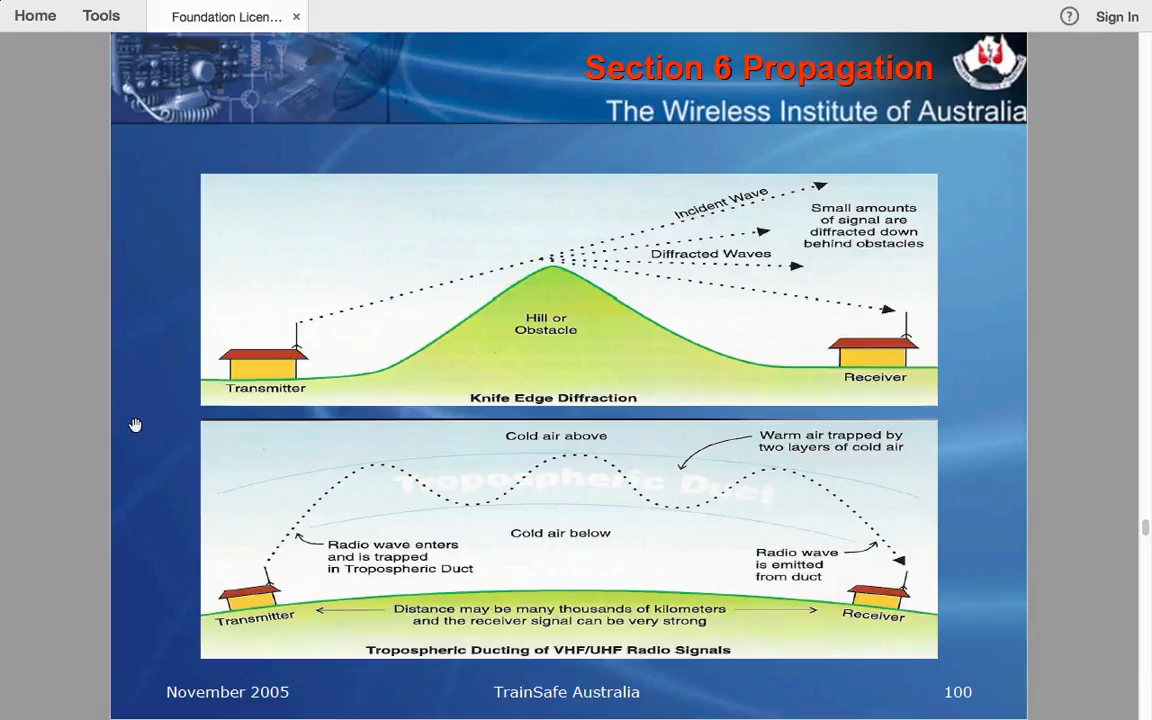 Home
Tools
Foundation Licen... ×
? Sign In
Section 6 Propagation
The Wireless Institute of Australia
Incident Wave
Small amounts
of signal are
diffracted down
behind obstacles
Diffracted Waves
Hill or
Obstacle
Transmitter
Receiver
Knife Edge Diffraction
Cold air above
Warm air trapped by
two layers of cold air
Tropospheric Duct
Cold air below
Radio wave enters
and is trapped
in Tropospheric Duct
Radio wave
is emitted
from duct
Transmitter
Distance may be many thousands of kilometers
and the receiver signal can be very strong
Receiver
Tropospheric Ducting of VHF/UHF Radio Signals
November 2005
TrainSafe Australia
100